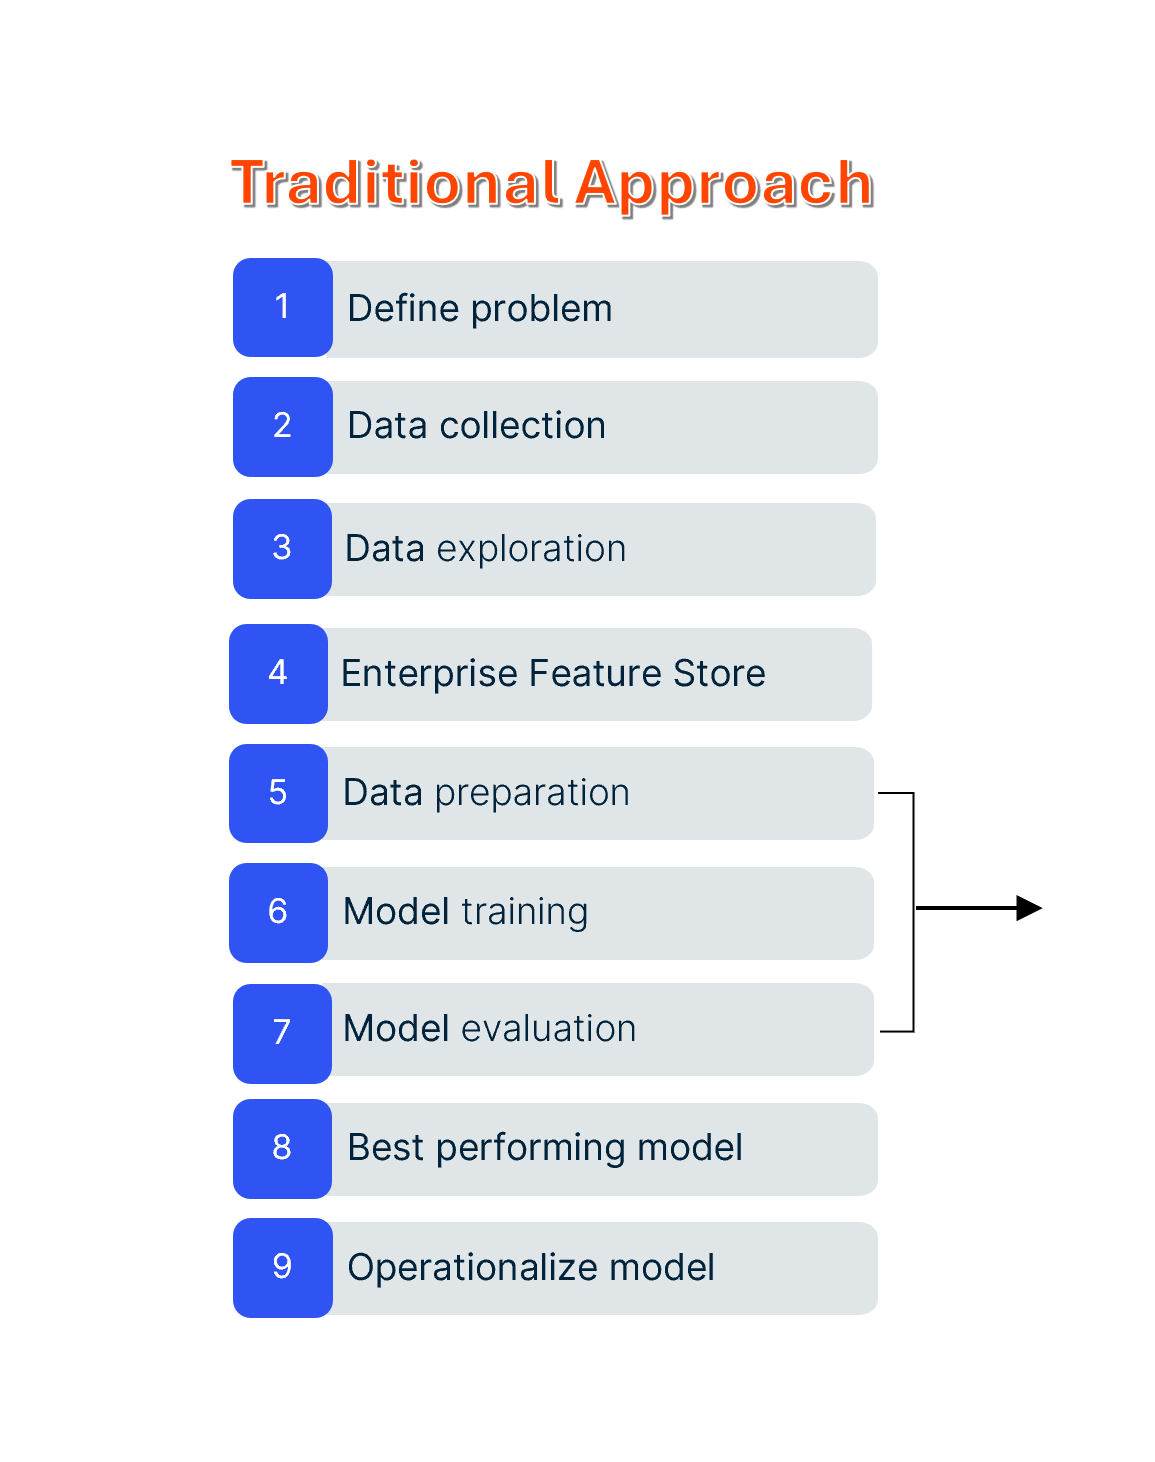 Traditional Approach
1 Define problem
2 Data collection
3 Data exploration
4 Enterprise Feature Store
5 Data preparation
6 Model training
7 Model evaluation
8 Best performing model
9 Operationalize model